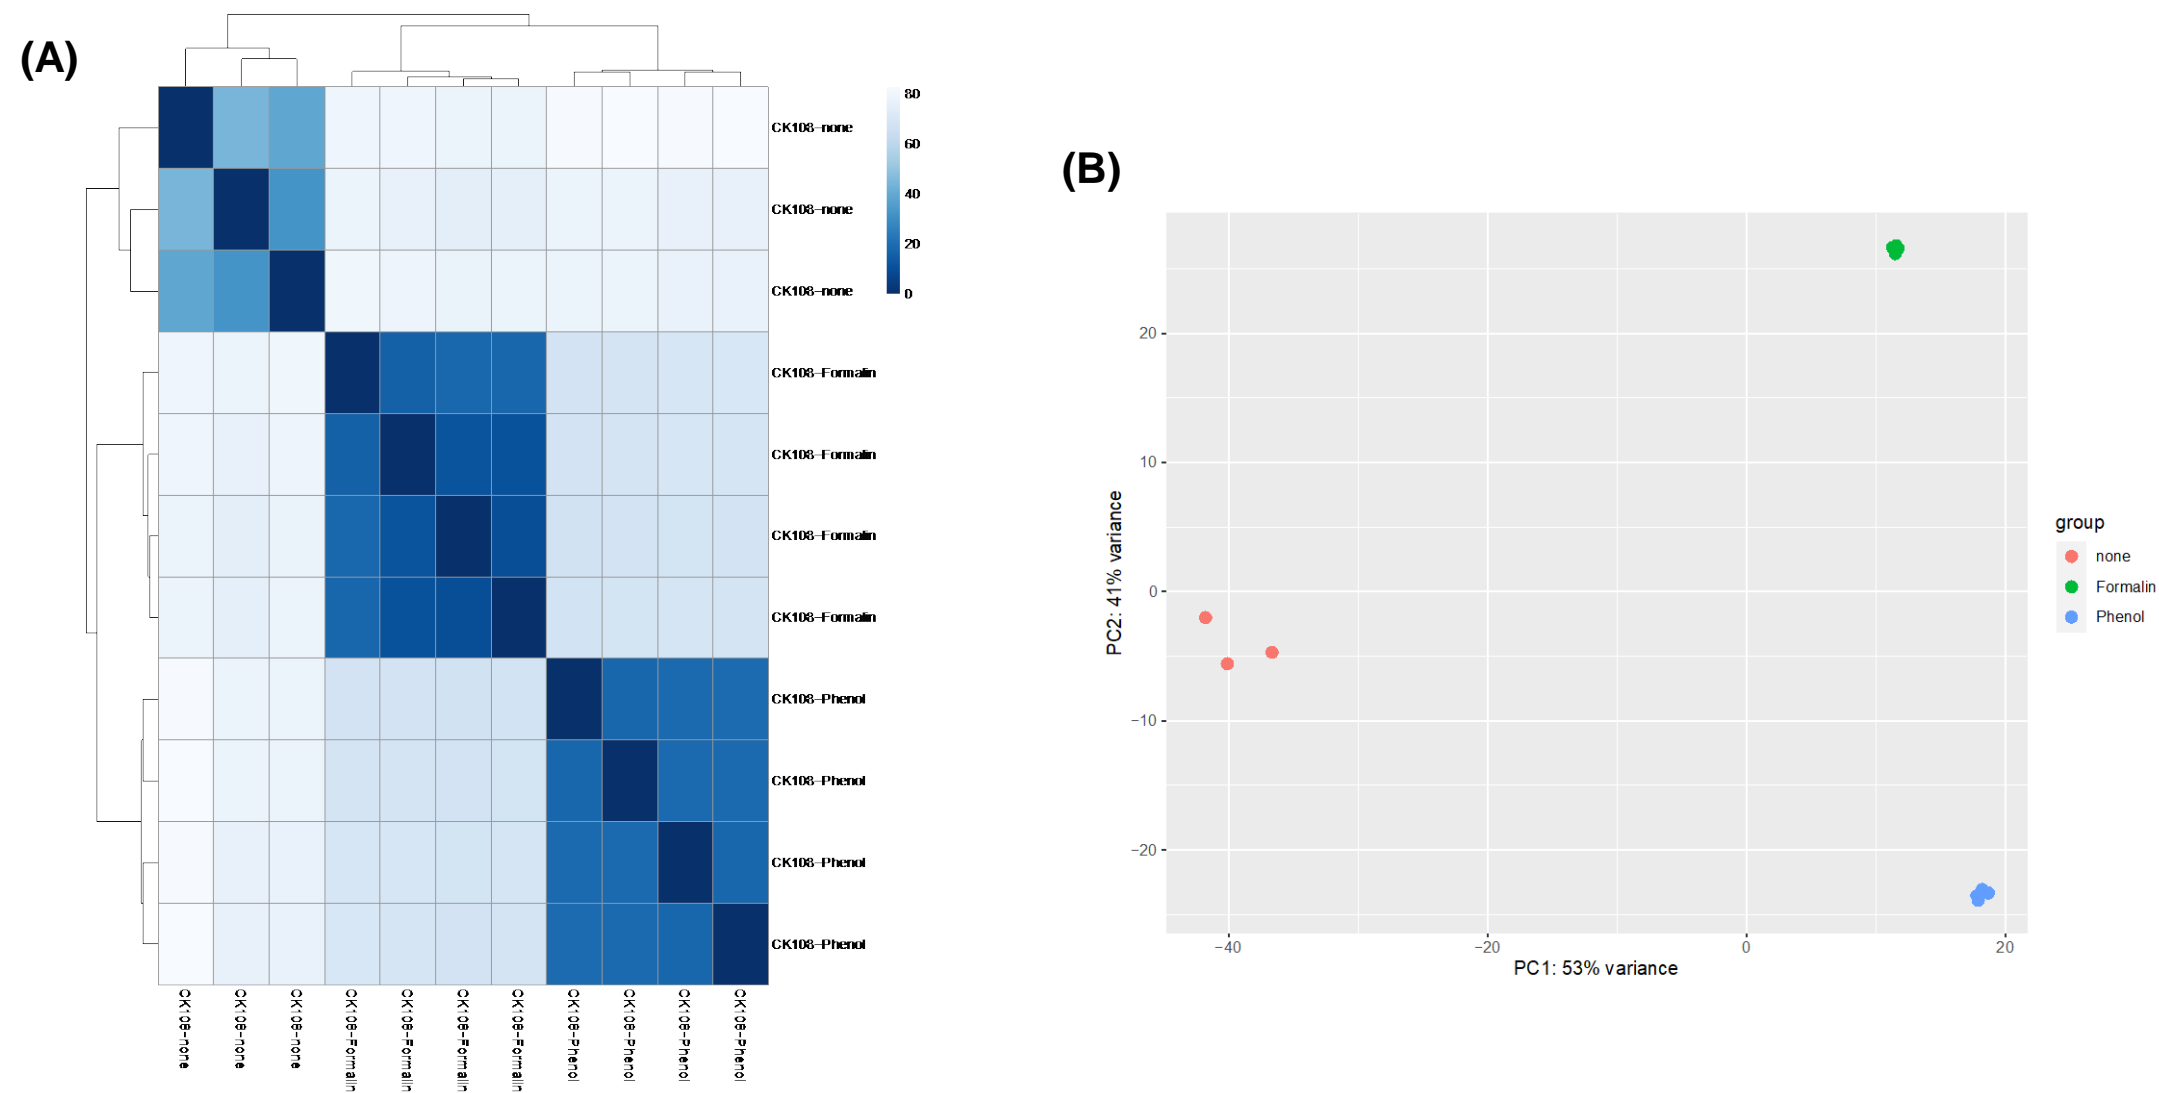 (A)
80
60
40
20
0
CK108-none
CK108-none
CK108-none
CK108-Formalin
CK108-Formalin
CK108-Formalin
CK108-Formalin
CK108-Phenol
CK108-Phenol
CK108-Phenol
CK108-Phenol
CK108-none
CK108-none
CK108-none
CK108-Formalin
CK108-Formalin
CK108-Formalin
CK108-Formalin
CK108-Phenol
CK108-Phenol
CK108-Phenol
CK108-Phenol
(B)
PC2: 41% variance
20
10
0
−10
−20
−40
−20
0
20
PC1: 53% variance
group
none
Formalin
Phenol